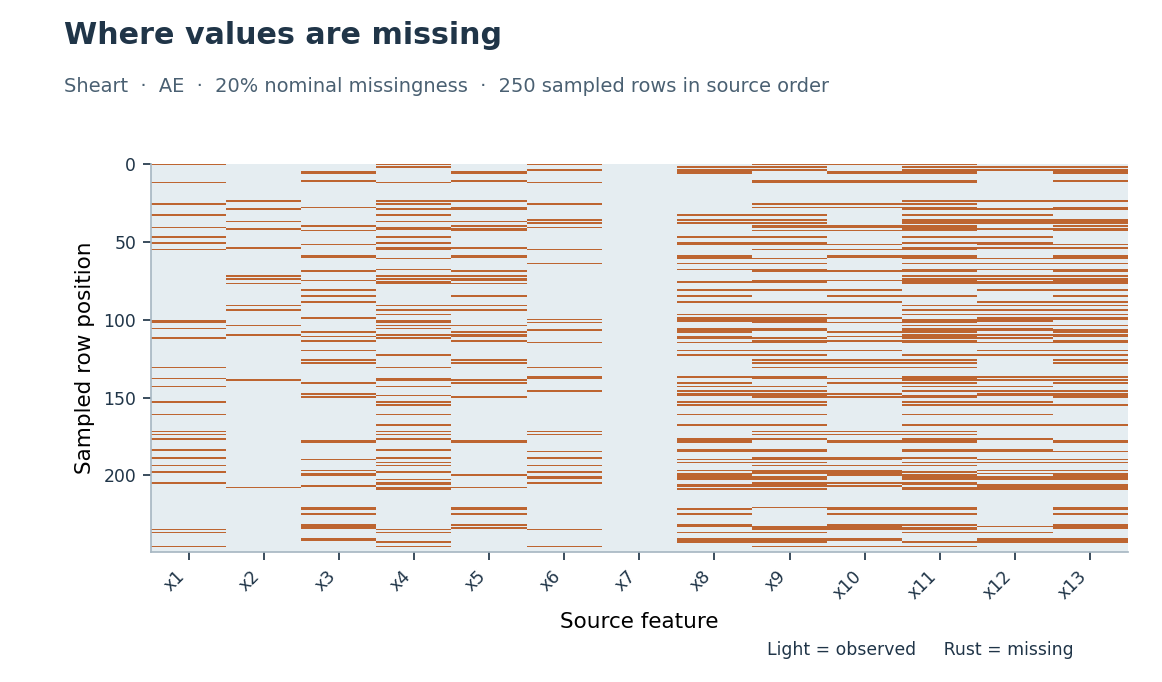 Where values are missing
Sheart · AE · 20% nominal missingness · 250 sampled rows in source order
0
50
100
150
200
Sampled row position
x1 x2 x3 x4 x5 x6 x7 x8 x9 x10 x11 x12 x13
Source feature
Light = observed Rust = missing